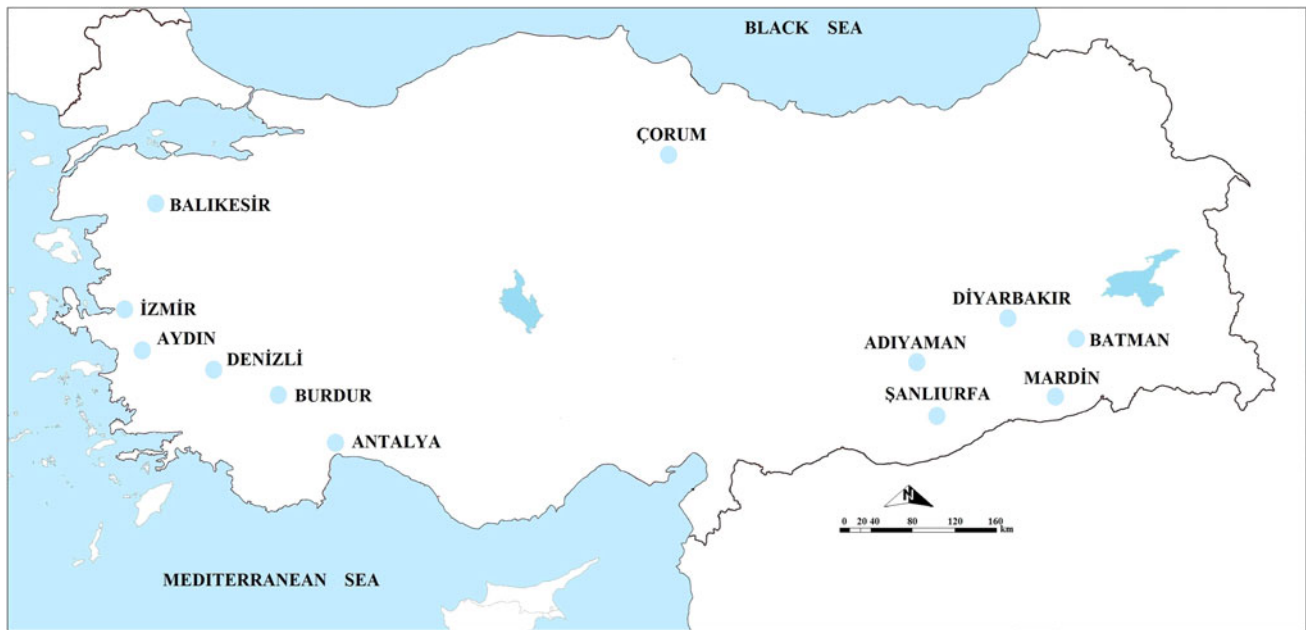 BLACK SEA
ÇORUM
BALIKESİR
İZMİR
DİYARBAKIR
AYDIN
BATMAN
ADIYAMAN
DENİZLİ
MARDİN
ŞANLIURFA
BURDUR
ANTALYA
N
0 20 40 80 120 160
km
MEDITERRANEAN SEA